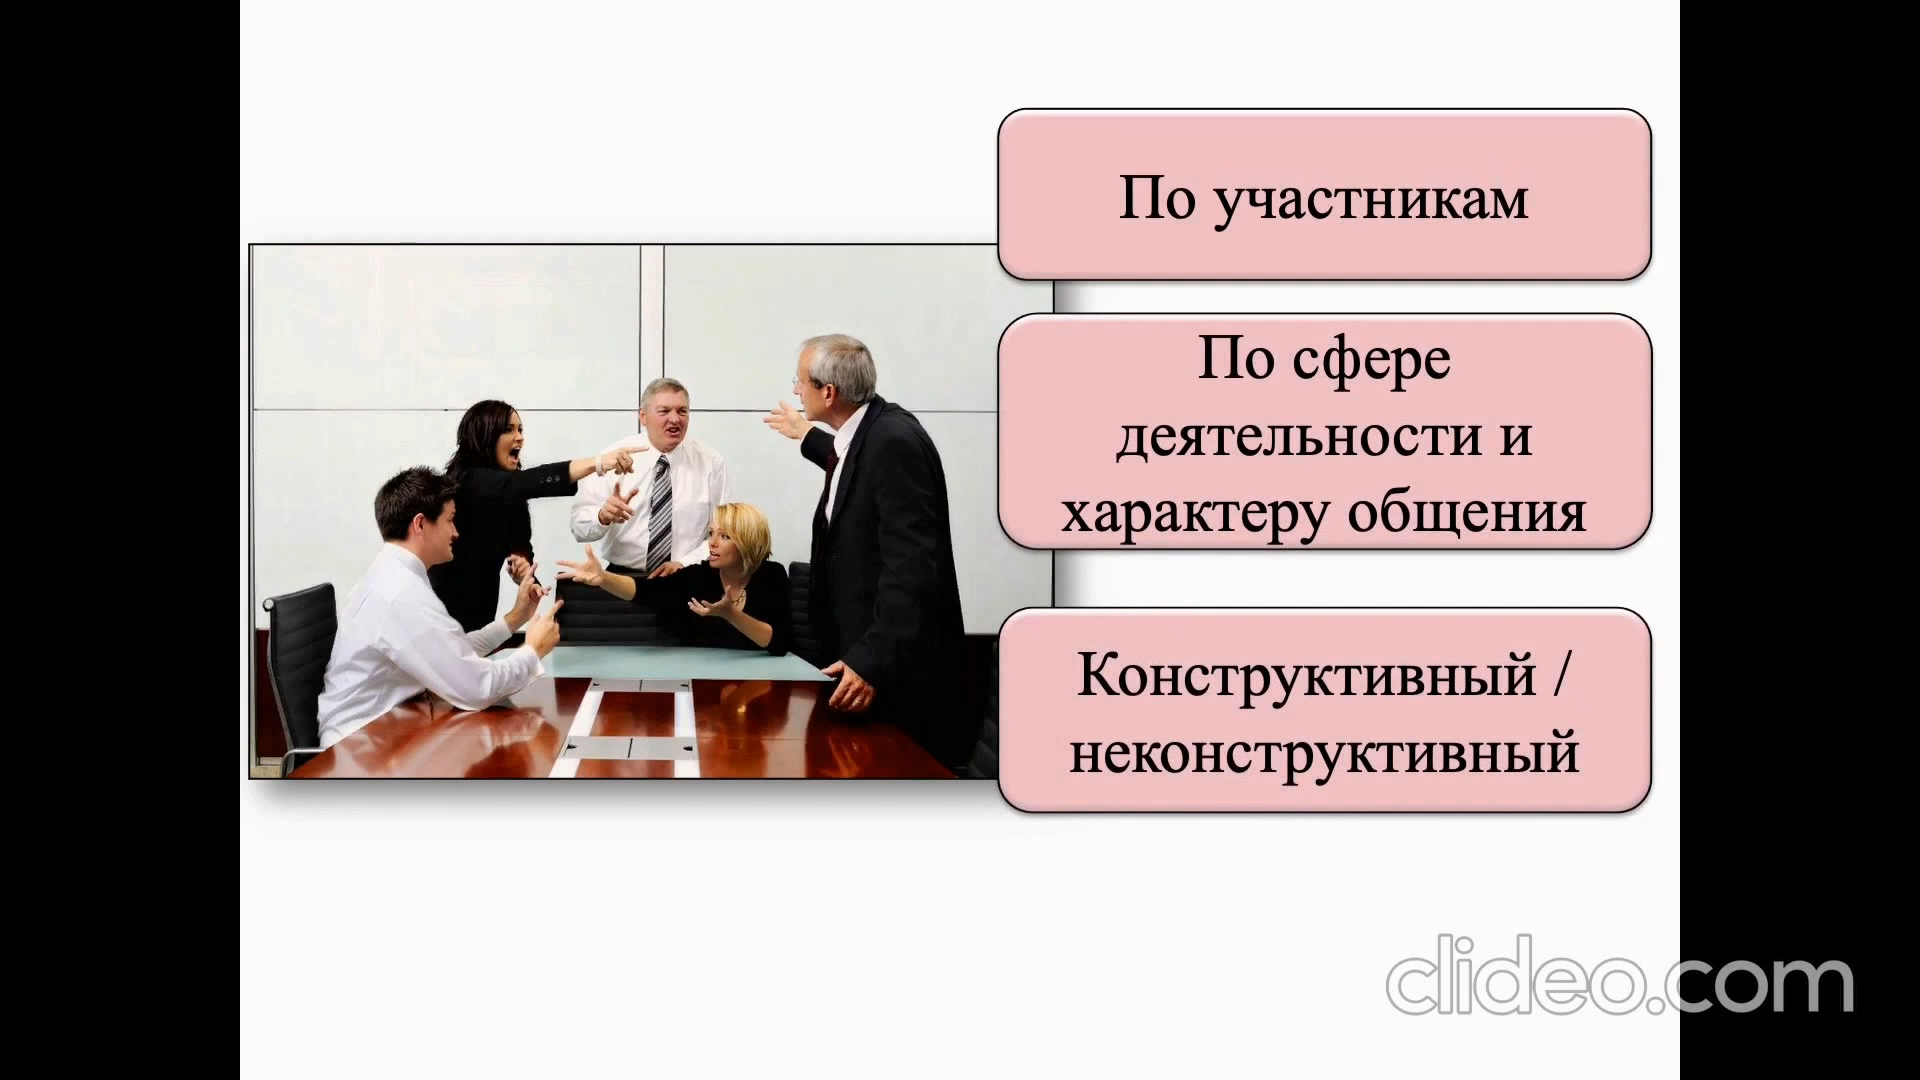 По участникам
По сфере
деятельности и
характеру общения
Конструктивный /
неконструктивный
clideo.com